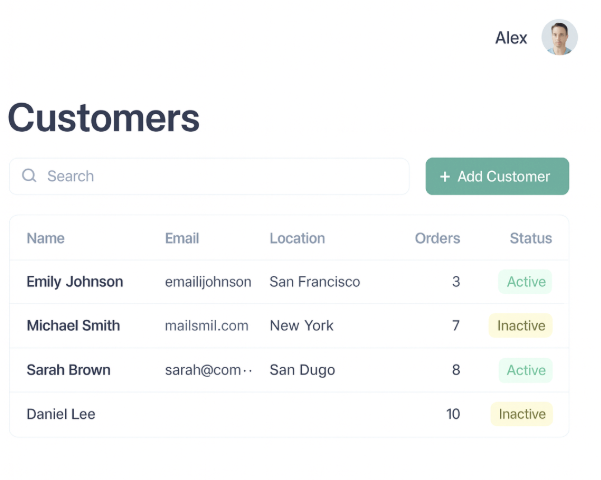 Alex
Customers
Search
+ Add Customer
Name Email Location Orders Status
Emily Johnson emailijohnson San Francisco 3 Active
Michael Smith mailsmil.com New York 7 Inactive
Sarah Brown sarah@com·· San Dugo 8 Active
Daniel Lee 10 Inactive